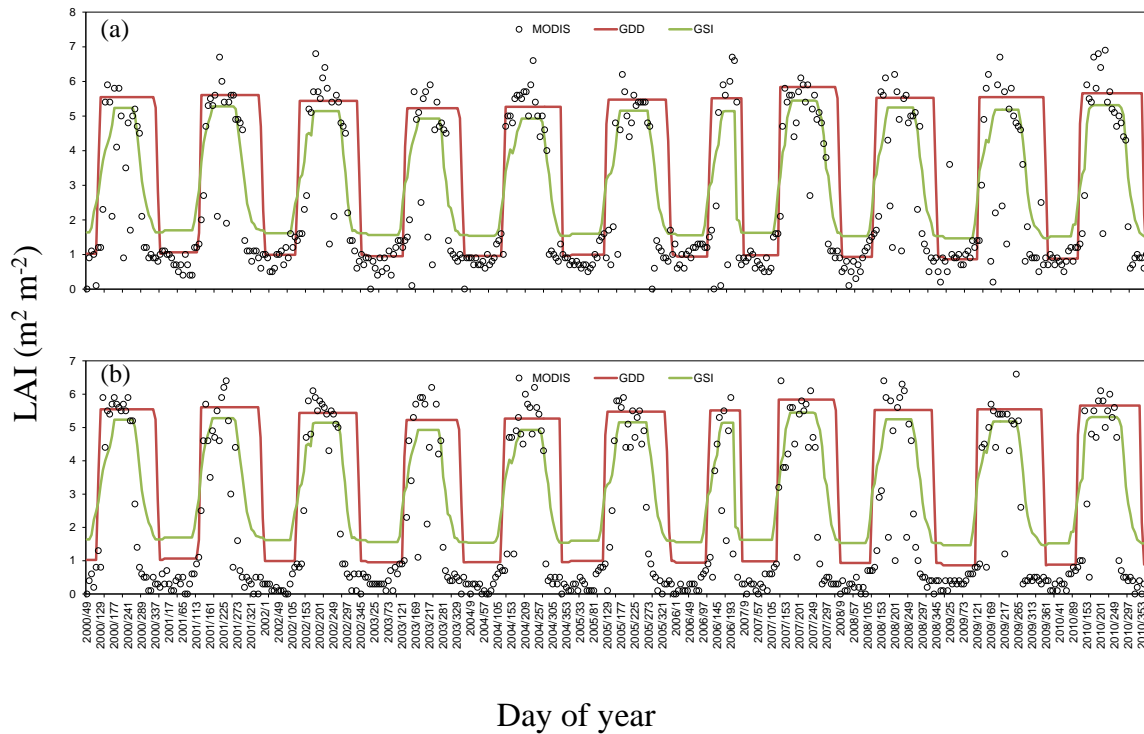 (a)
MODIS GDD GSI
8
7
6
5
4
3
2
1
0
LAI (m² m⁻²)
(b)
MODIS GDD GSI
7
6
5
4
3
2
1
0
2000/49 2000/129 2000/177 2000/241 2000/289 2000/337 2001/17 2001/65 2001/113 2001/161 2001/225 2001/273 2001/321 2002/1 2002/49 2002/105 2002/153 2002/201 2002/249 2002/297 2002/345 2003/25 2003/73 2003/121 2003/169 2003/217 2003/281 2003/329 2004/9 2004/57 2004/105 2004/153 2004/209 2004/257 2004/305 2004/353 2005/33 2005/81 2005/129 2005/177 2005/225 2005/273 2005/321 2006/1 2006/49 2006/97 2006/145 2006/193 2007/9 2007/57 2007/105 2007/153 2007/201 2007/249 2007/297 2008/9 2008/57 2008/105 2008/153 2008/201 2008/249 2008/297 2008/345 2009/25 2009/73 2009/121 2009/169 2009/217 2009/265 2009/313 2009/361 2010/41 2010/89 2010/153 2010/201 2010/249 2010/297 2010/353
Day of year